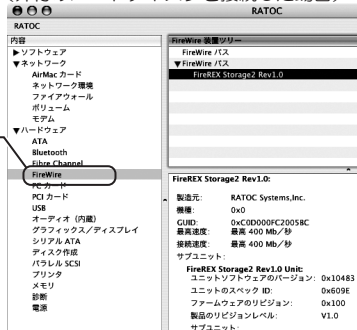 RATOC
RATOC
内容
▶ソフトウェア
▼ネットワーク
AirMac カード
ネットワーク環境
ファイアウォール
ボリューム
モデム
▼ハードウェア
ATA
Bluetooth
Fibre Channel
FireWire
PC カード
PCI カード
USB
オーディオ（内蔵）
グラフィックス／ディスプレイ
シリアル ATA
ディスク作成
パラレル SCSI
プリンタ
メモリ
診断
電源
FireWire 装置ツリー
FireWire バス
▼FireWire バス
FireREX Storage2 Rev1.0
FireREX Storage2 Rev1.0:
製造元: RATOC Systems,Inc.
機種: 0x0
GUID: 0xC0D000FC20058C
最高速度: 最高 400 Mb／秒
接続速度: 最高 400 Mb／秒
サブユニット:
FireREX Storage2 Rev1.0 Unit:
ユニットソフトウェアのバージョン: 0x10483
ユニットのスペック ID: 0x609E
ファームウェアのリビジョン: 0x100
製品のリビジョンレベル: V1.0
サブユニット: